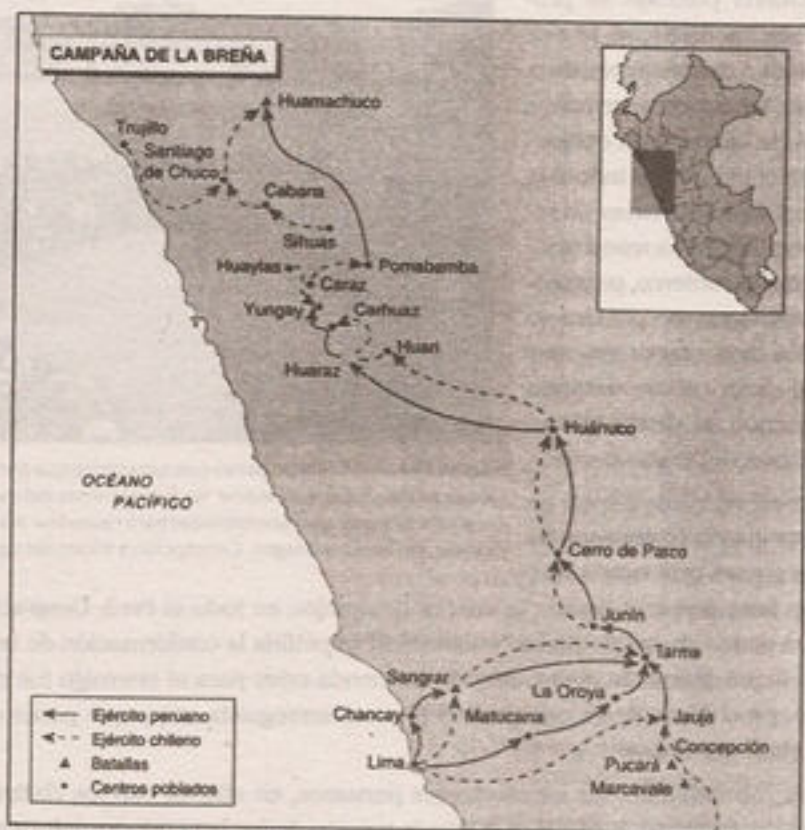 CAMPAÑA DE LA BREÑA
Huamachuco
Trujillo
Santiago
de Chuco
Cabana
Sihuas
Huaylas
Pomabamba
Caraz
Yungay
Carhuaz
Huari
Huaraz
Huánuco
OCÉANO
PACÍFICO
Cerro de Pasco
Junín
Tarma
Sangrar
La Oroya
Chancay
Matucana
Jauja
Concepción
Lima
Pucará
Marcavale
Ejército peruano
Ejército chileno
Batallas
Centros poblados